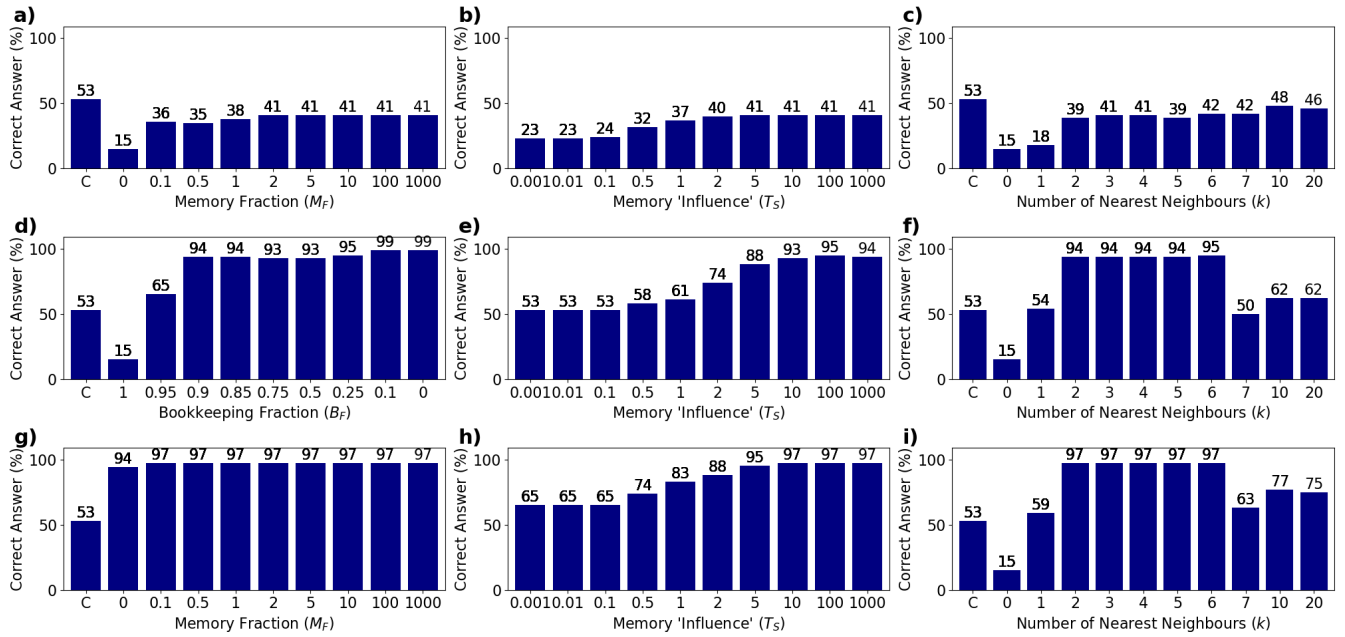 a)
Correct Answer (%)
100
50
0
53 15 36 35 38 41 41 41 41 41
C 0 0.1 0.5 1 2 5 10 100 1000
Memory Fraction (M_F)
b)
Correct Answer (%)
100
50
0
23 23 24 32 37 40 41 41 41 41
0.001 0.01 0.1 0.5 1 2 5 10 100 1000
Memory 'Influence' (T_S)
c)
Correct Answer (%)
100
50
0
53 15 18 39 41 41 39 42 42 48 46
C 0 1 2 3 4 5 6 7 10 20
Number of Nearest Neighbours (k)
d)
Correct Answer (%)
100
50
0
53 15 65 94 94 93 93 95 99 99
C 1 0.95 0.9 0.85 0.75 0.5 0.25 0.1 0
Bookkeeping Fraction (B_F)
e)
Correct Answer (%)
100
50
0
53 53 53 58 61 74 88 93 95 94
0.001 0.01 0.1 0.5 1 2 5 10 100 1000
Memory 'Influence' (T_S)
f)
Correct Answer (%)
100
50
0
53 15 54 94 94 94 94 95 50 62 62
C 0 1 2 3 4 5 6 7 10 20
Number of Nearest Neighbours (k)
g)
Correct Answer (%)
100
50
0
53 94 97 97 97 97 97 97 97 97
C 0 0.1 0.5 1 2 5 10 100 1000
Memory Fraction (M_F)
h)
Correct Answer (%)
100
50
0
65 65 65 74 83 88 95 97 97 97
0.001 0.01 0.1 0.5 1 2 5 10 100 1000
Memory 'Influence' (T_S)
i)
Correct Answer (%)
100
50
0
53 15 59 97 97 97 97 97 63 77 75
C 0 1 2 3 4 5 6 7 10 20
Number of Nearest Neighbours (k)